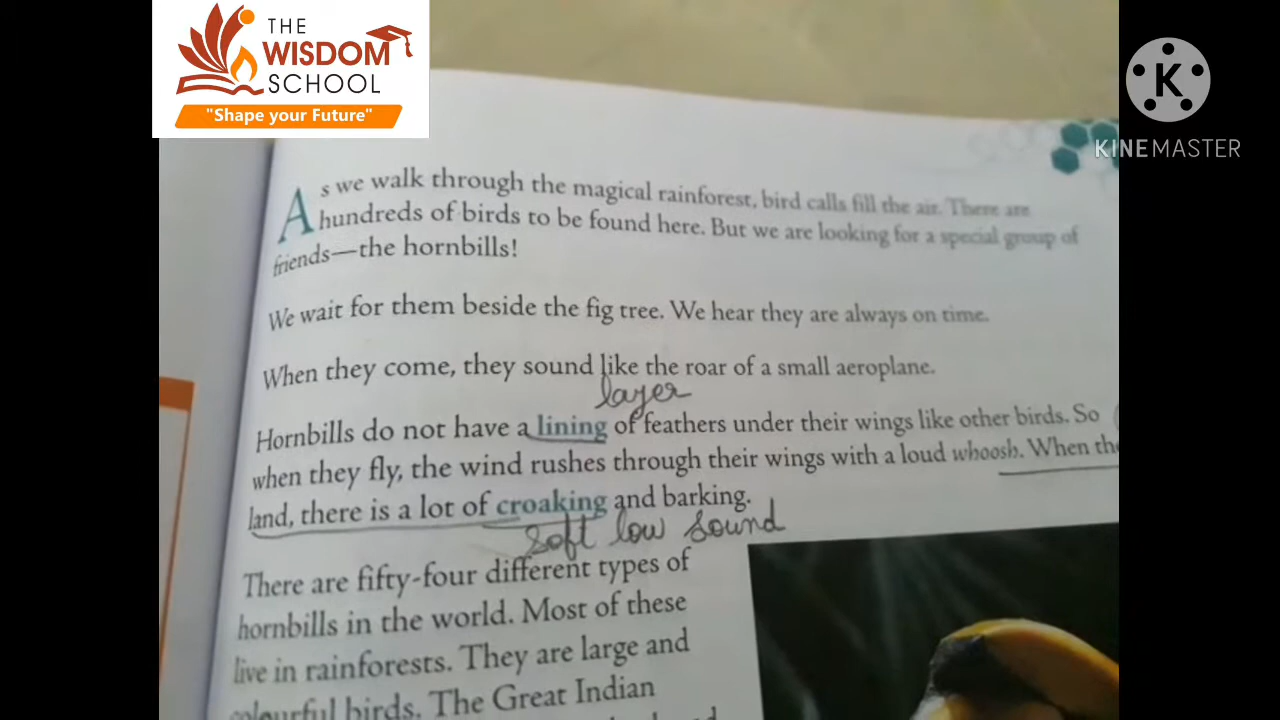 THE
WISDOM
SCHOOL
"Shape your Future"
KINEMASTER
As we walk through the magical rainforest, bird calls fill the air. There are
hundreds of birds to be found here. But we are looking for a special group of
friends—the hornbills!
We wait for them beside the fig tree. We hear they are always on time.
When they come, they sound like the roar of a small aeroplane.
layer
Hornbills do not have a lining of feathers under their wings like other birds. So
when they fly, the wind rushes through their wings with a loud whoosh. When the
land, there is a lot of croaking and barking.
soft low sound
There are fifty-four different types of
hornbills in the world. Most of these
live in rainforests. They are large and
colourful birds. The Great Indian